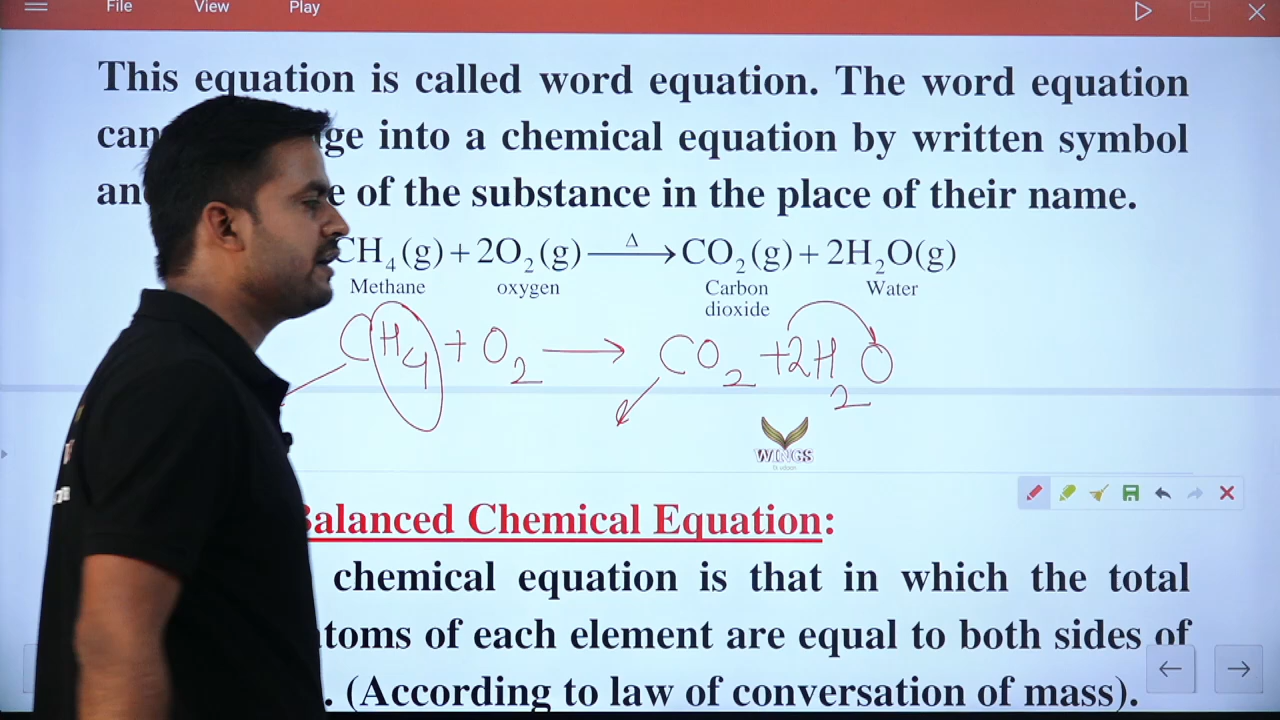 File View Play
This equation is called word equation. The word equation
can ge into a chemical equation by written symbol
an e of the substance in the place of their name.
CH₄(g)+2O₂(g) —Δ→ CO₂(g)+2H₂O(g)
Methane oxygen Carbon dioxide Water
CH₄ + O₂ → CO₂ + 2H₂O
WINGS
Balanced Chemical Equation:
chemical equation is that in which the total
toms of each element are equal to both sides of
. (According to law of conversation of mass).